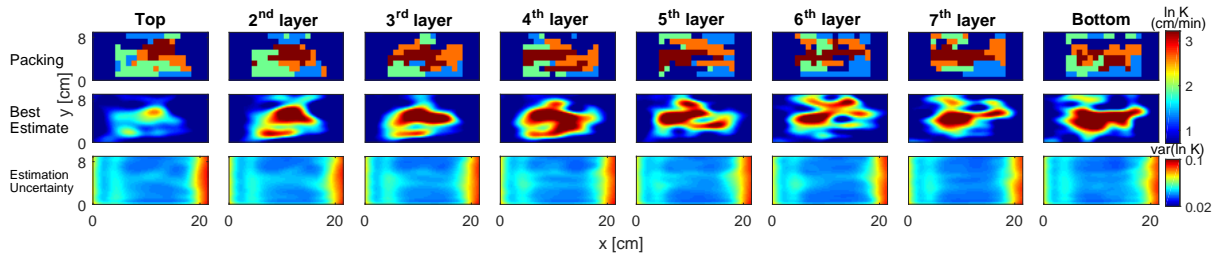 Top 2nd layer 3rd layer 4th layer 5th layer 6th layer 7th layer Bottom
ln K
(cm/min)
Packing
8
0
3
y [cm]
Best
Estimate
8
0
1
var(ln K)
Estimation
Uncertainty
8
0
0.1
0.02
0 20 0 20 0 20 0 20 0 20 0 20 0 20 0 20
x [cm]